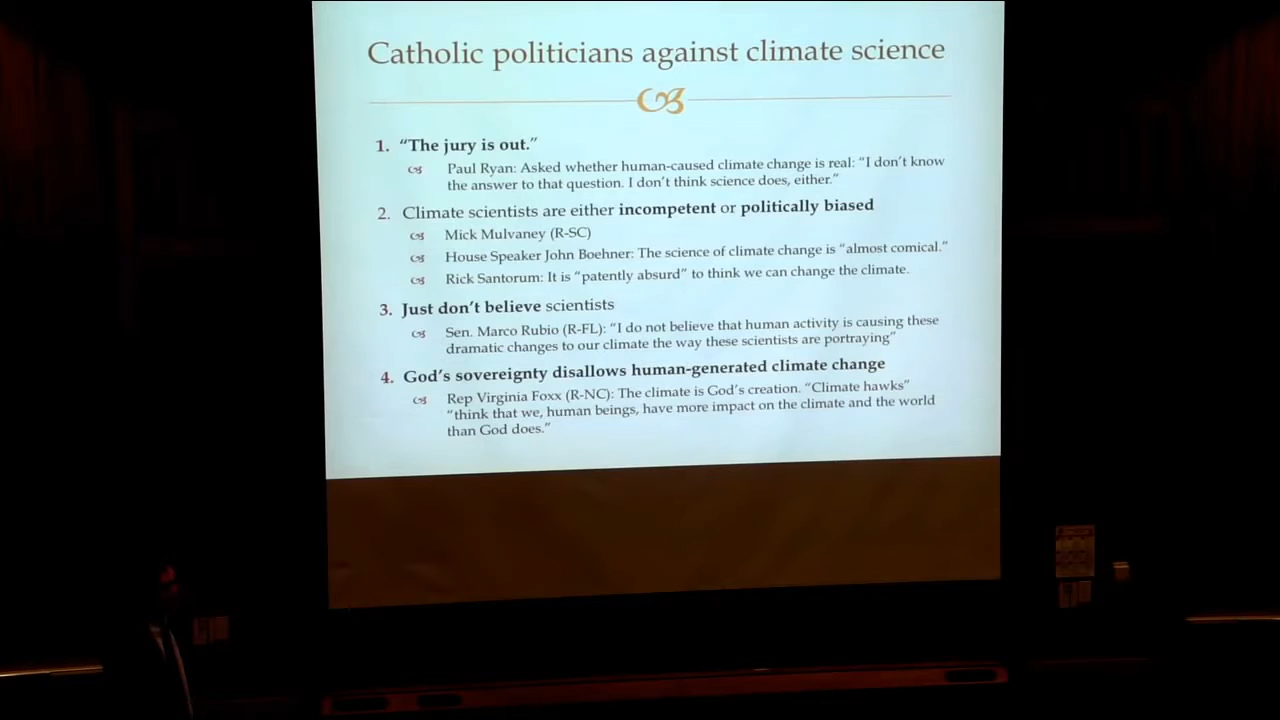 Catholic politicians against climate science
1. “The jury is out.”
Paul Ryan: Asked whether human-caused climate change is real: “I don’t know
the answer to that question. I don’t think science does, either.”
2. Climate scientists are either incompetent or politically biased
Mick Mulvaney (R-SC)
House Speaker John Boehner: The science of climate change is “almost comical.”
Rick Santorum: It is “patently absurd” to think we can change the climate.
3. Just don’t believe scientists
Sen. Marco Rubio (R-FL): “I do not believe that human activity is causing these
dramatic changes to our climate the way these scientists are portraying”
4. God’s sovereignty disallows human-generated climate change
Rep Virginia Foxx (R-NC): The climate is God’s creation. “Climate hawks”
“think that we, human beings, have more impact on the climate and the world
than God does.”